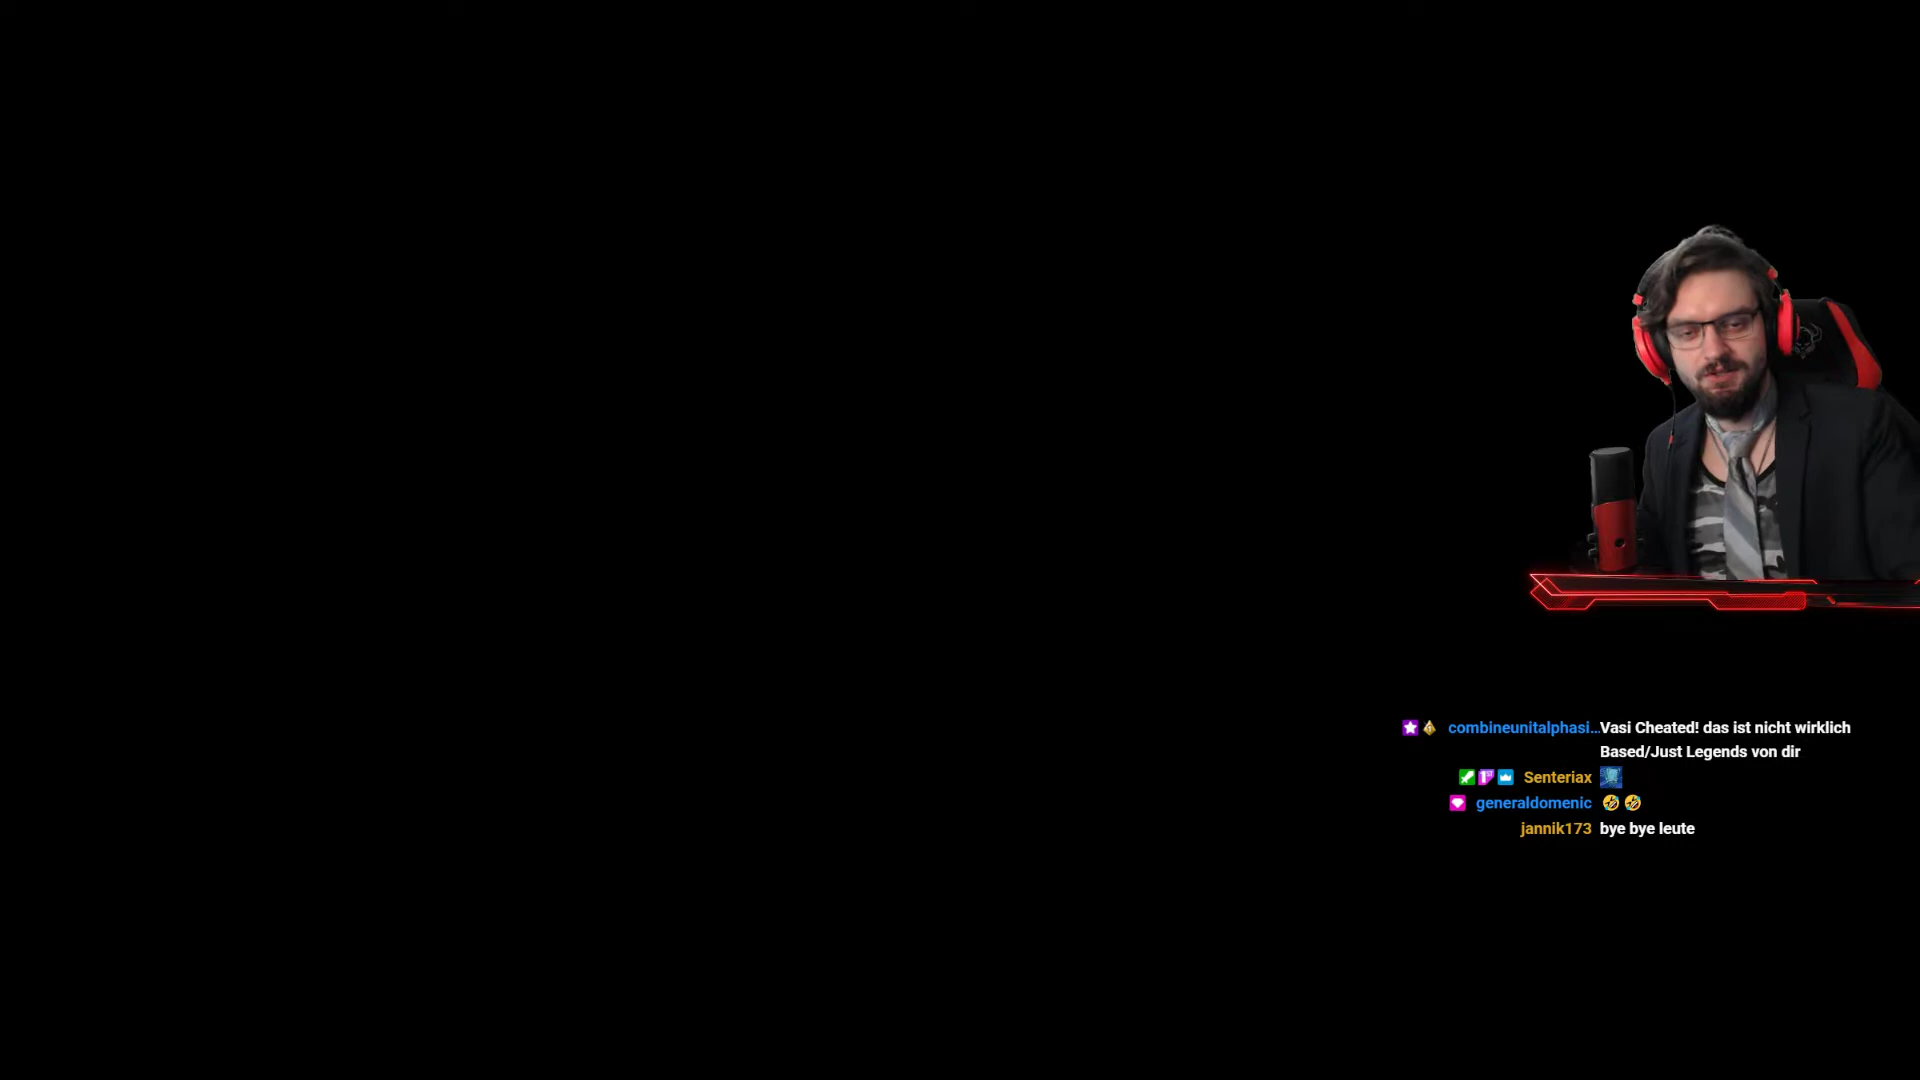 combineunitalphasi...Vasi Cheated! das ist nicht wirklich
Based/Just Legends von dir
Senteriax
generaldomenic 🤣 🤣
jannik173 bye bye leute